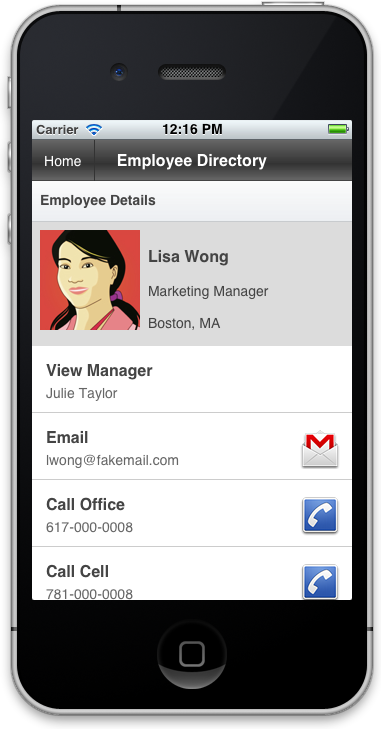 Carrier 12:16 PM
Home Employee Directory
Employee Details
Lisa Wong
Marketing Manager
Boston, MA
View Manager
Julie Taylor
Email
lwong@fakemail.com
Call Office
617-000-0008
Call Cell
781-000-0008